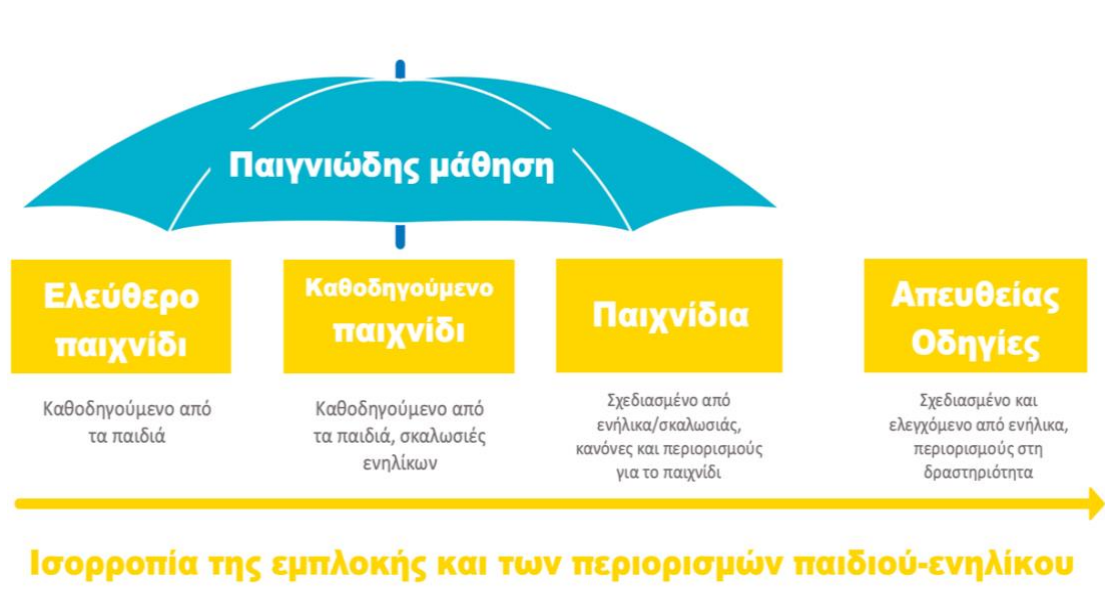 Παιγνιώδης μάθηση
Ελεύθερο
παιχνίδι
Καθοδηγούμενο από
τα παιδιά
Καθοδηγούμενο
παιχνίδι
Καθοδηγούμενο από
τα παιδιά, σκαλωσιές
ενηλίκων
Παιχνίδια
Σχεδιασμένο από
ενήλικα/σκαλωσιάς,
κανόνες και περιορισμούς
για το παιχνίδι
Απευθείας
Οδηγίες
Σχεδιασμένο και
ελεγχόμενο από ενήλικα,
περιορισμούς στη
δραστηριότητα
Ισορροπία της εμπλοκής και των περιορισμών παιδιού-ενηλίκου